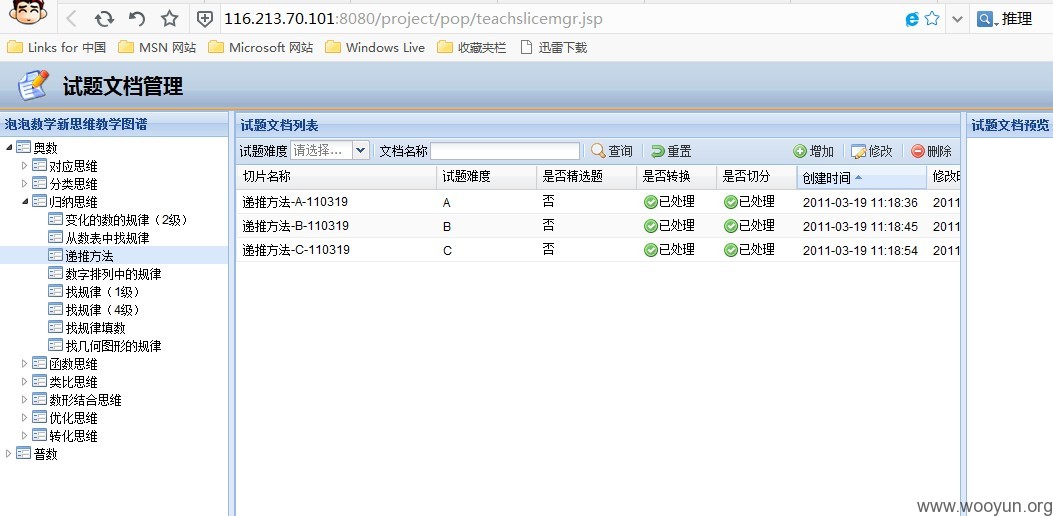 116.213.70.101:8080/project/pop/teachslicemgr.jsp 推理
Links for 中国 MSN 网站 Microsoft 网站 Windows Live 收藏夹栏 迅雷下载
试题文档管理
泡泡数学新思维教学图谱
奥数
对应思维
分类思维
归纳思维
变化的数的规律（2级）
从数表中找规律
递推方法
数字排列中的规律
找规律（1级）
找规律（4级）
找规律填数
找几何图形的规律
函数思维
类比思维
数形结合思维
优化思维
转化思维
普数
试题文档列表
试题难度 请选择... 文档名称 查询 重置 增加 修改 删除
切片名称 试题难度 是否精选题 是否转换 是否切分 创建时间 修改时
递推方法-A-110319 A 否 已处理 已处理 2011-03-19 11:18:36 2011
递推方法-B-110319 B 否 已处理 已处理 2011-03-19 11:18:45 2011
递推方法-C-110319 C 否 已处理 已处理 2011-03-19 11:18:54 2011
试题文档预览
www.wooyun.org